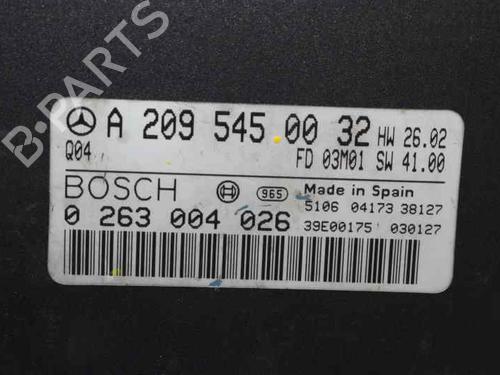 B-PARTS
A 209 545 00 32 HW 26.02
Q04 FD 03M01 SW 41.00
BOSCH 965 Made in Spain
5106 04173 38127
0 263 004 026 39E00175 030127